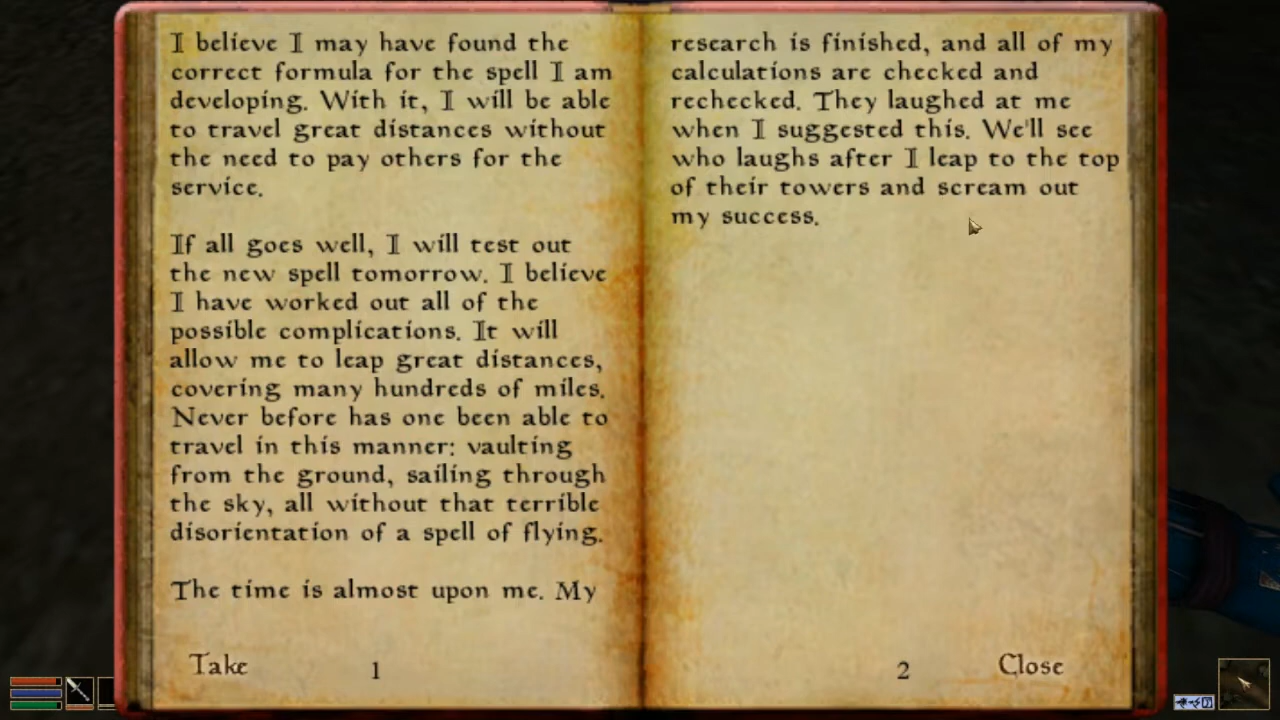 I believe I may have found the
correct formula for the spell I am
developing. With it, I will be able
to travel great distances without
the need to pay others for the
service.
If all goes well, I will test out
the new spell tomorrow. I believe
I have worked out all of the
possible complications. It will
allow me to leap great distances,
covering many hundreds of miles.
Never before has one been able to
travel in this manner: vaulting
from the ground, sailing through
the sky, all without that terrible
disorientation of a spell of flying.
The time is almost upon me. My
Take
1
research is finished, and all of my
calculations are checked and
rechecked. They laughed at me
when I suggested this. We'll see
who laughs after I leap to the top
of their towers and scream out
my success.
2
Close